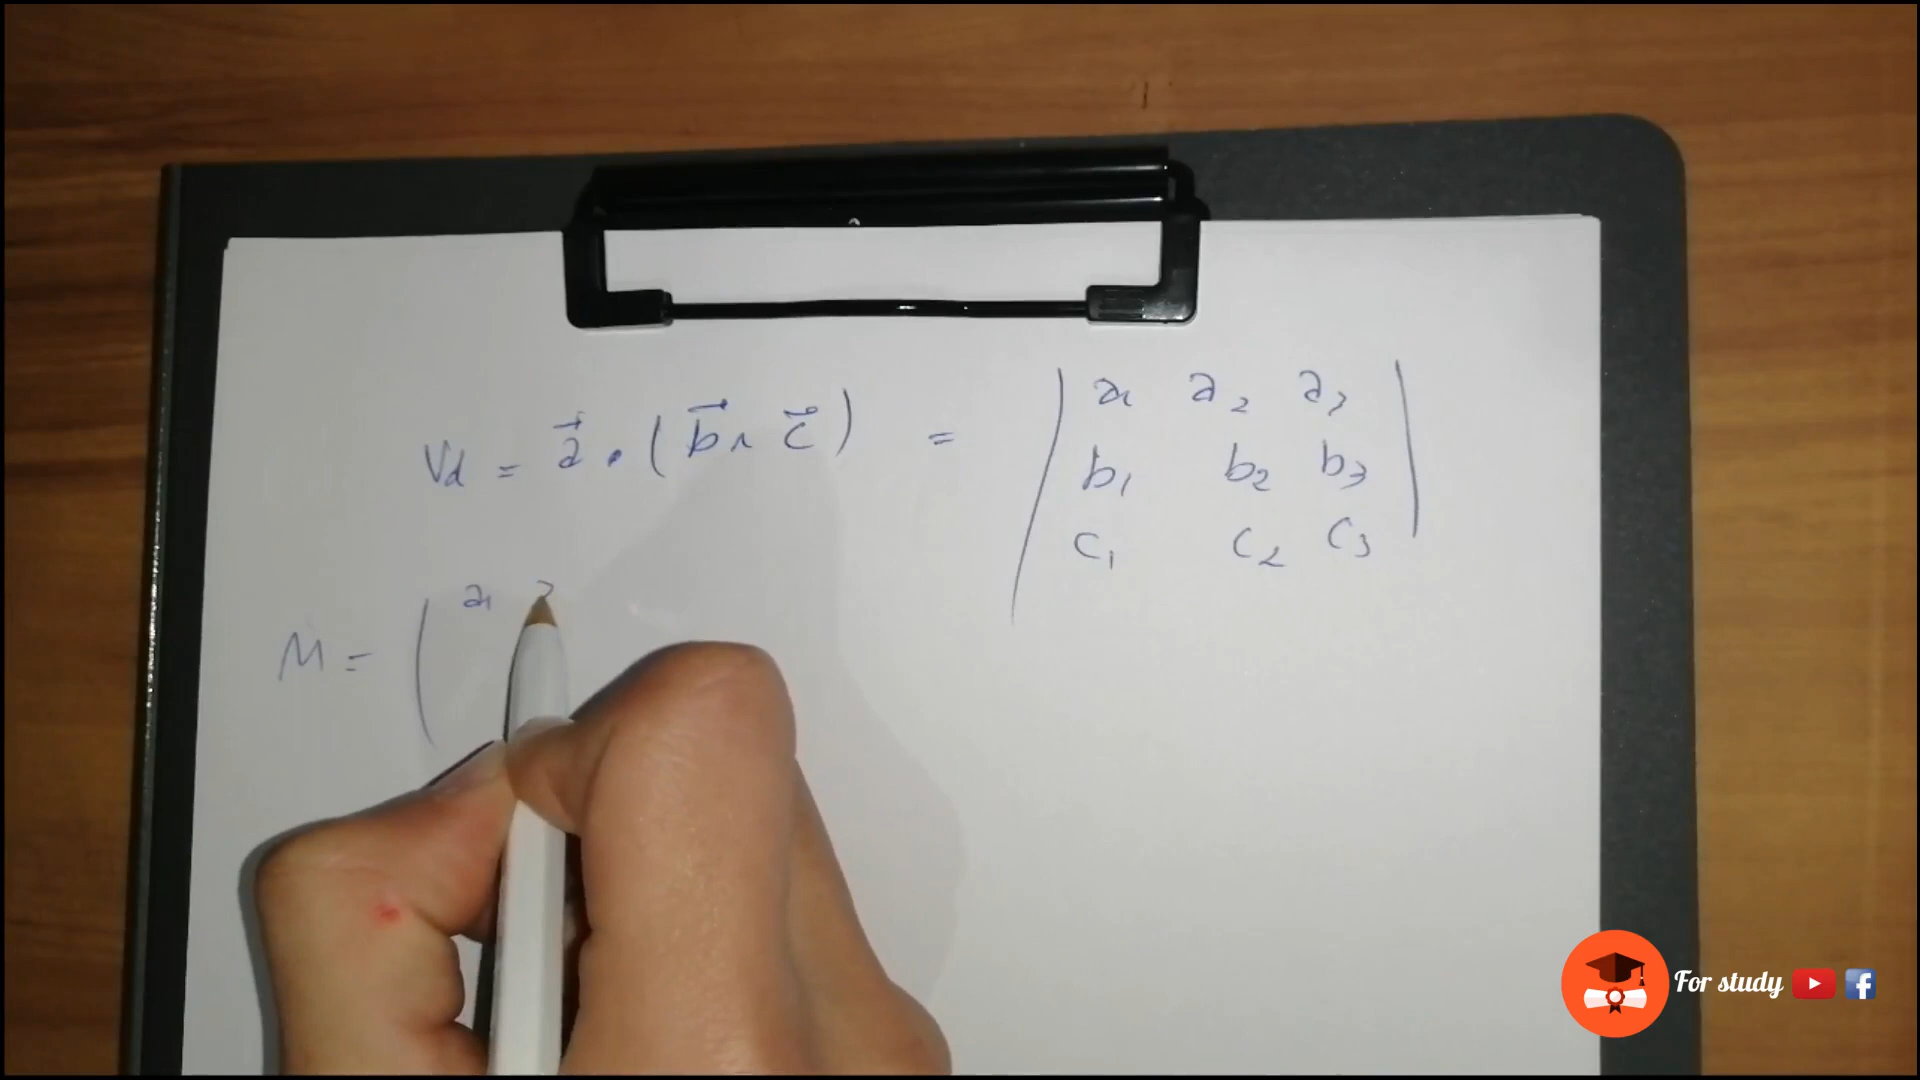 Vd = a⃗ · ( b⃗ ∧ c⃗ ) = | a1 a2 a3 |
b1 b2 b3
c1 c2 c3
M = ( a1
For study